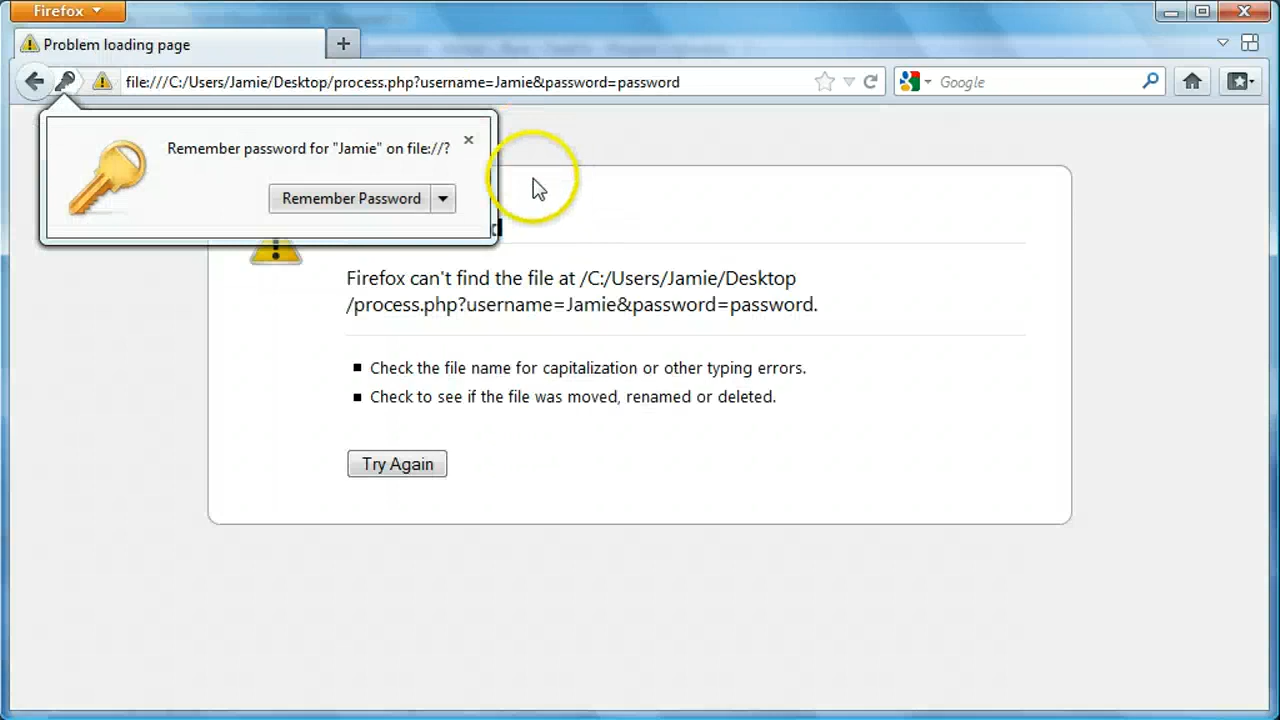 Firefox
Problem loading page
file:///C:/Users/Jamie/Desktop/process.php?username=Jamie&password=password
Google
Remember password for "Jamie" on file://?
Remember Password
Firefox can't find the file at /C:/Users/Jamie/Desktop
/process.php?username=Jamie&password=password.
Check the file name for capitalization or other typing errors.
Check to see if the file was moved, renamed or deleted.
Try Again